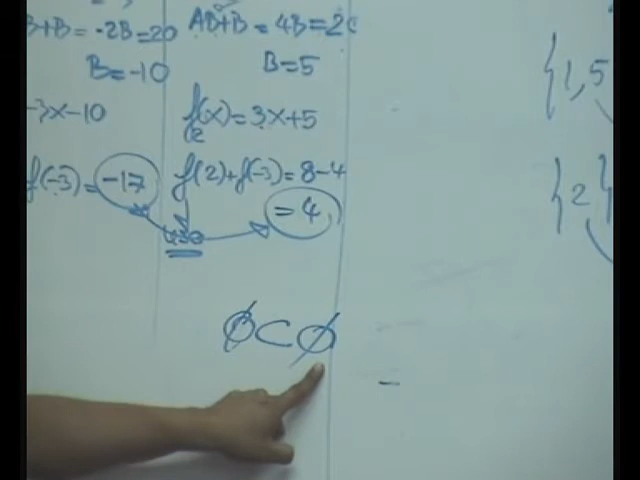 B+B = -2B = 20
B = -10
-3x-10
f(-3) = -17
AB+B = 4B = 20
B = 5
f₂(x) = 3x+5
f(2)+f(-3) = 8-4
= 4
∅ ⊂ ∅
{1, 5
{2}